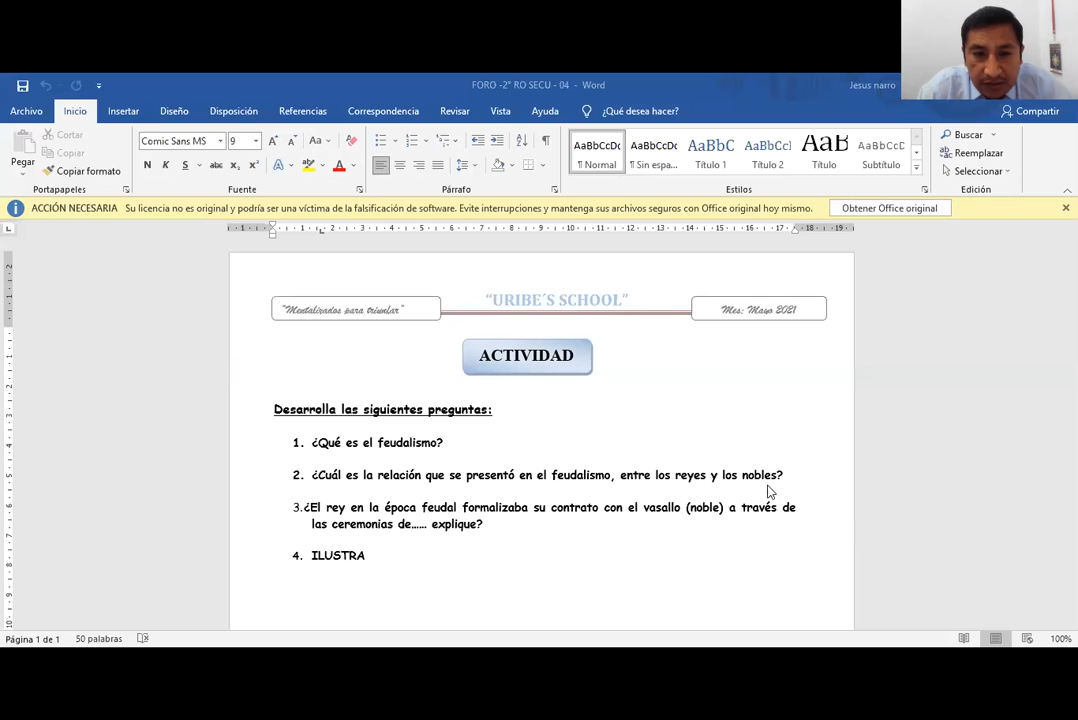 FORO -2° RO SECU - 04 - Word
Jesus narro
Archivo Inicio Insertar Diseño Disposición Referencias Correspondencia Revisar Vista Ayuda ¿Qué desea hacer? Compartir
Pegar
Cortar
Copiar
Copiar formato
Portapapeles
Comic Sans MS 9
N K S abc x₂ x²
Fuente
Párrafo
AaBbCcDc AaBbCcDc AaBbC AaBbCcl AaB AaBbCcD
¶ Normal ¶ Sin espa... Título 1 Título 2 Título Subtítulo
Estilos
Buscar
Reemplazar
Seleccionar
Edición
ACCIÓN NECESARIA Su licencia no es original y podría ser una víctima de la falsificación de software. Evite interrupciones y mantenga sus archivos seguros con Office original hoy mismo. Obtener Office original
"Mentalizados para triunfar"
"URIBE´S SCHOOL"
Mes: Mayo 2021
ACTIVIDAD
Desarrolla las siguientes preguntas:
1. ¿Qué es el feudalismo?
2. ¿Cuál es la relación que se presentó en el feudalismo, entre los reyes y los nobles?
3.¿El rey en la época feudal formalizaba su contrato con el vasallo (noble) a través de
las ceremonias de...... explique?
4. ILUSTRA
Página 1 de 1 50 palabras 100%